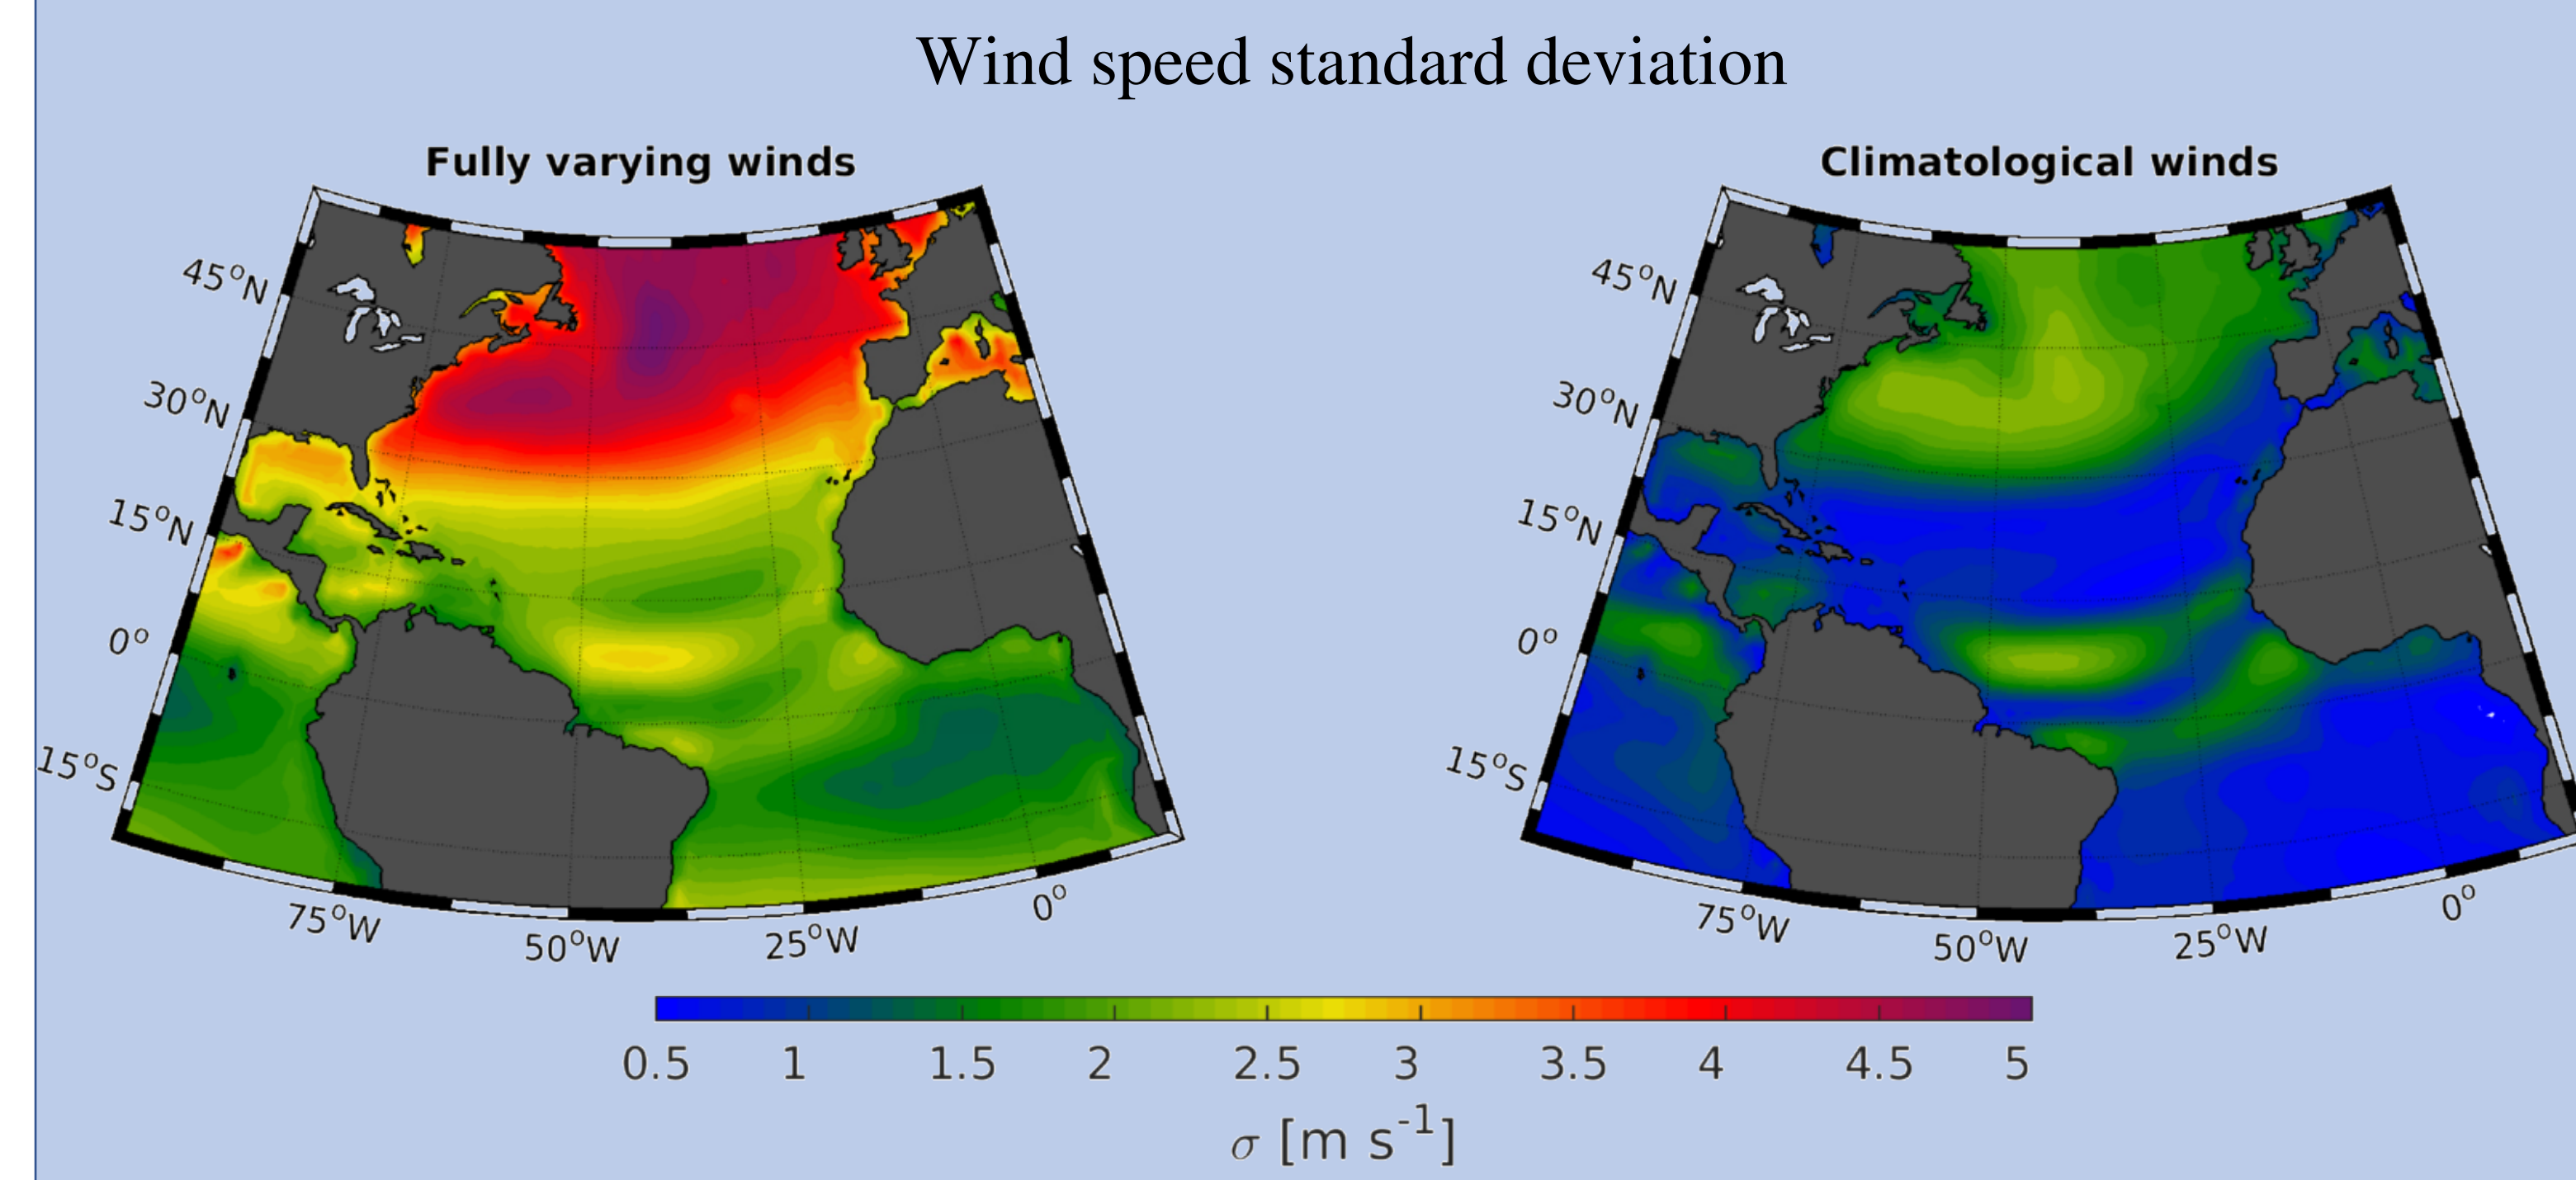 Wind speed standard deviation
Fully varying winds
Climatological winds
45°N
30°N
15°N
0°
15°S
75°W
50°W
25°W
0°
45°N
30°N
15°N
0°
15°S
75°W
50°W
25°W
0°
0.5 1 1.5 2 2.5 3 3.5 4 4.5 5
σ [m s⁻¹]